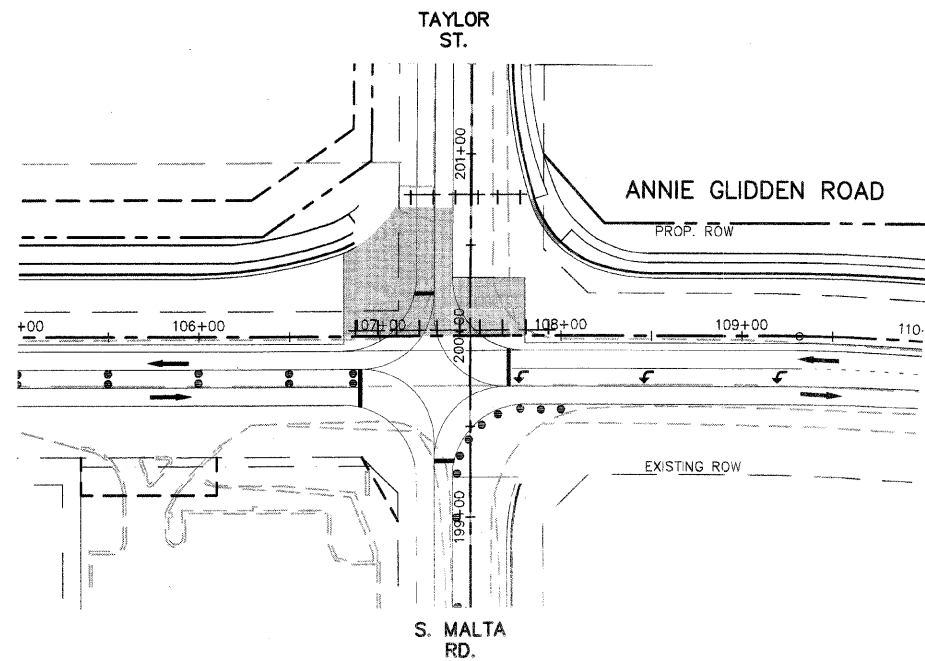 TAYLOR
ST.
201+00
ANNIE GLIDDEN ROAD
PROP. ROW
+00
106+00
107+00
200+00
108+00
109+00
110
EXISTING ROW
199+00
S. MALTA
RD.